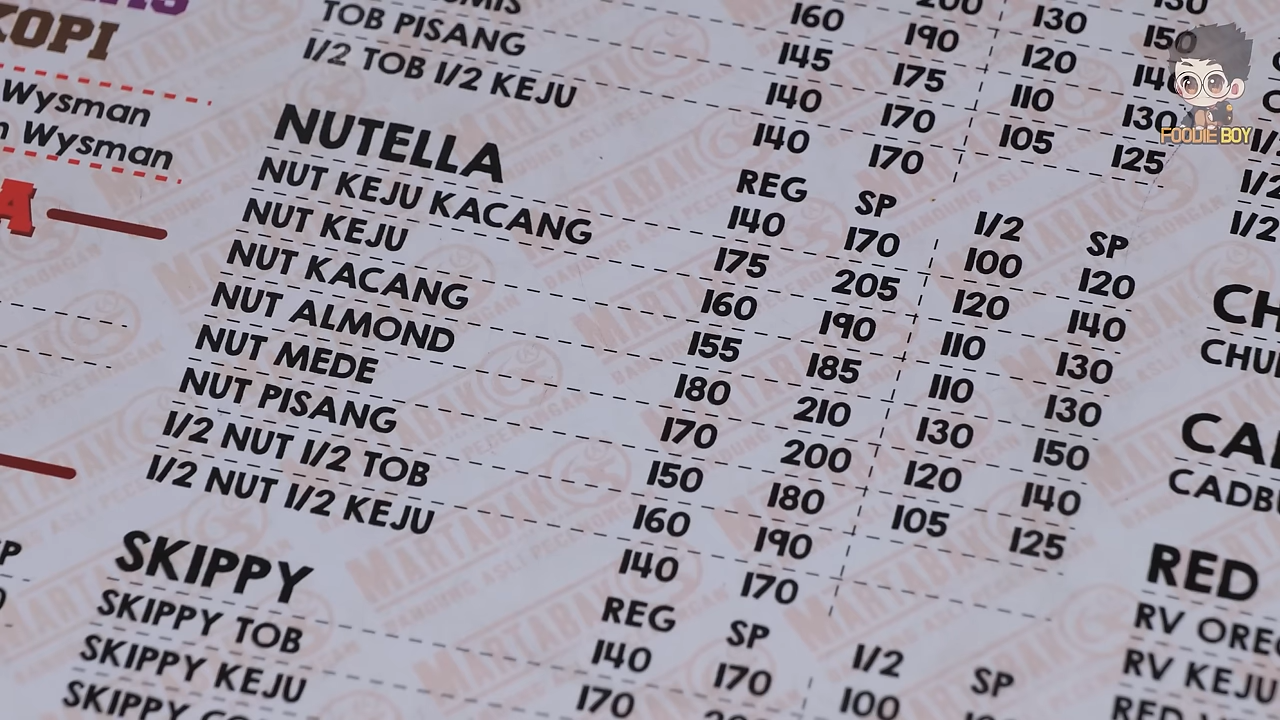 KOPI
Wysman
Wysman
200 130 150
160 190 120 140
145 175 110 130
TOB PISANG 140 170 105 125
1/2 TOB 1/2 KEJU 140 170
REG SP 1/2 SP
NUTELLA 140 170 100 120
NUT KEJU KACANG 175 205 120 140
NUT KEJU 160 190 110 130
NUT KACANG 155 185 110 130
NUT ALMOND 180 210 130 150
NUT MEDE 170 200 120 140
NUT PISANG 150 180 105 125
1/2 NUT 1/2 TOB 160 190
1/2 NUT 1/2 KEJU 140 170
REG SP 1/2 SP
SKIPPY 140 170 100
SKIPPY TOB 170
SKIPPY KEJU
SKIPPY
RED
RV
RV KEJU
RED
FOODIE BOY